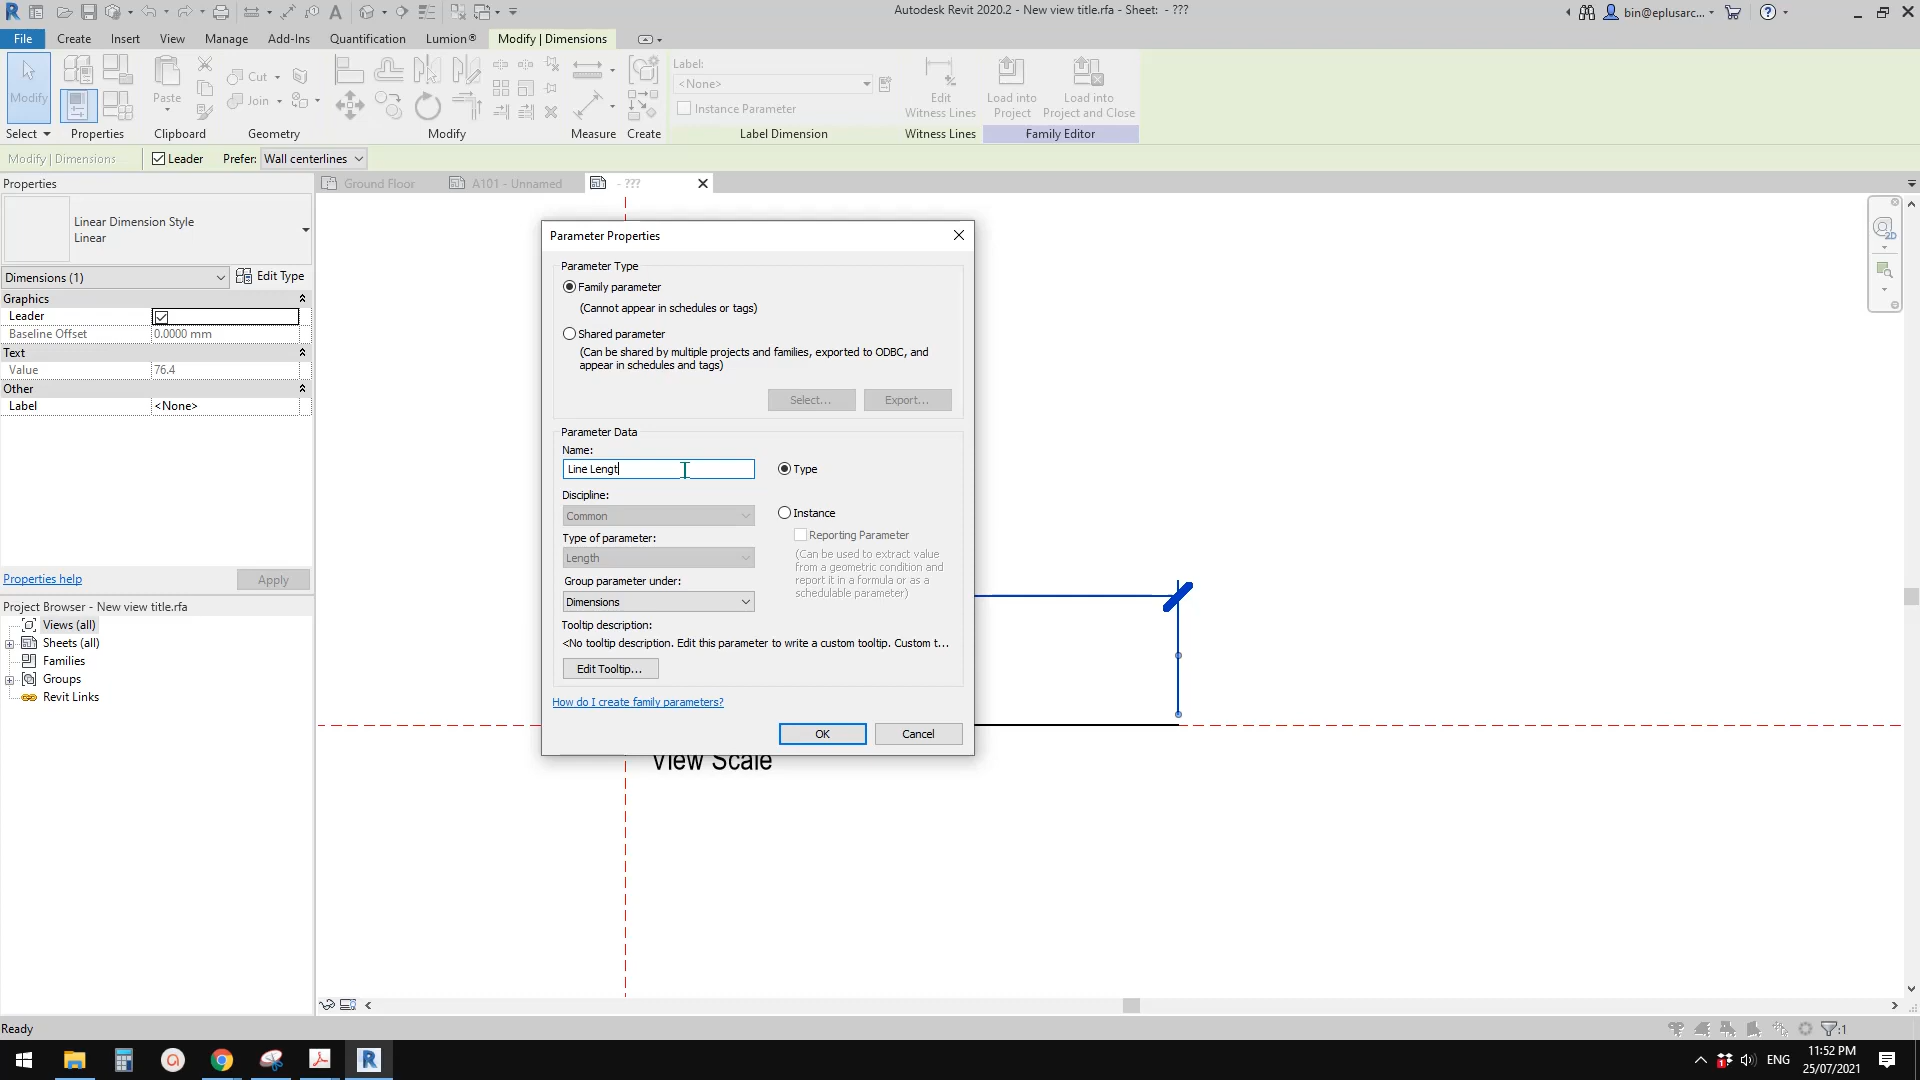 Autodesk Revit 2020.2 - New view title.rfa - Sheet:  - ???
bin@eplusarc...
File Create Insert View Manage Add-Ins Quantification Lumion® Modify | Dimensions
Modify
Paste
Cut
Join
Label:
<None>
Instance Parameter
Edit
Witness Lines
Load into
Project
Load into
Project and Close
Select Properties Clipboard Geometry Modify Measure Create Label Dimension Witness Lines Family Editor
Modify | Dimensions Leader Prefer: Wall centerlines
Properties
Ground Floor A101 - Unnamed - ???
Linear Dimension Style
Linear
Dimensions (1) Edit Type
Graphics
Leader
Baseline Offset 0.0000 mm
Text
Value 76.4
Other
Label <None>
Properties help Apply
Project Browser - New view title.rfa
Views (all)
Sheets (all)
Families
Groups
Revit Links
Parameter Properties
Parameter Type
Family parameter
(Cannot appear in schedules or tags)
Shared parameter
(Can be shared by multiple projects and families, exported to ODBC, and
appear in schedules and tags)
Select... Export...
Parameter Data
Name:
Line Lengt
Type
Discipline:
Common
Instance
Reporting Parameter
(Can be used to extract value
from a geometric condition and
report it in a formula or as a
schedulable parameter)
Type of parameter:
Length
Group parameter under:
Dimensions
Tooltip description:
<No tooltip description. Edit this parameter to write a custom tooltip. Custom t...
Edit Tooltip...
How do I create family parameters?
OK Cancel
View Scale
2D
Ready
:1
ENG
11:52 PM
25/07/2021